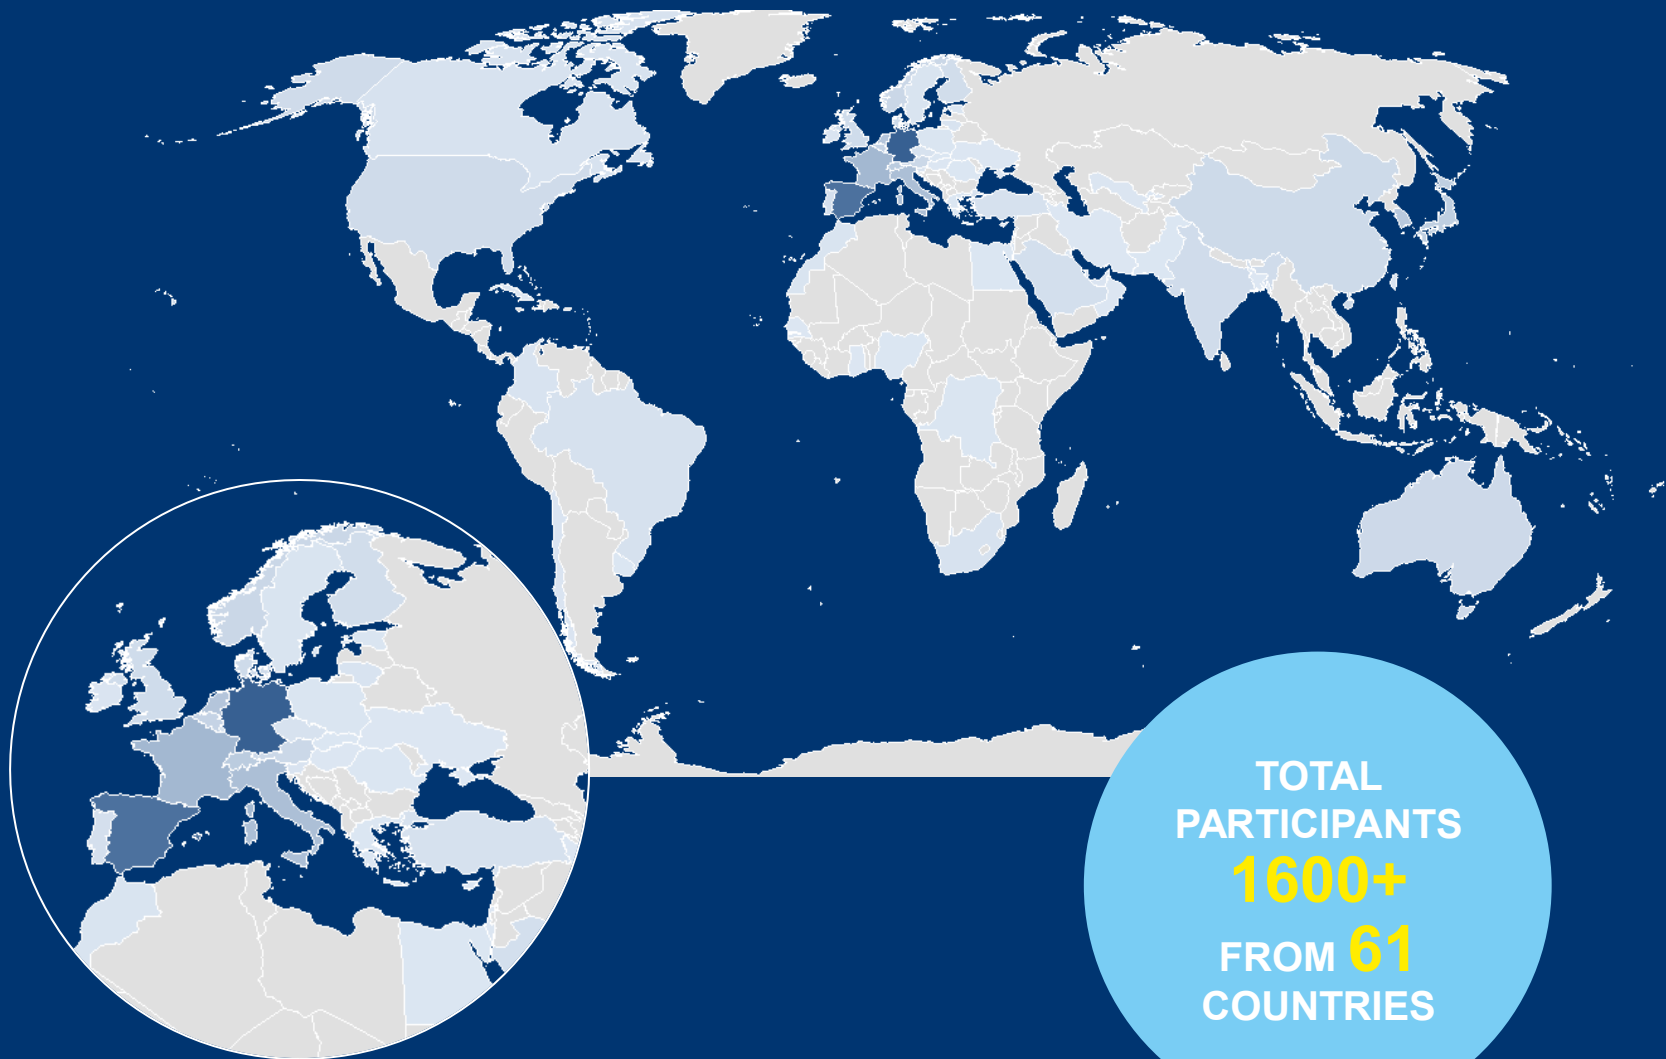 TOTAL
PARTICIPANTS
1600+
FROM 61
COUNTRIES